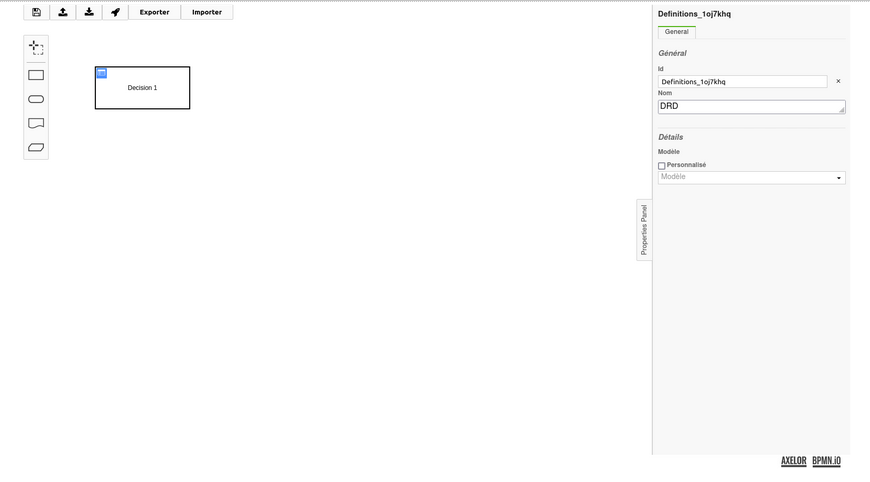 Exporter
Importer
Decision 1
Properties Panel
Definitions_1oj7khq
General
Général
Id
Definitions_1oj7khq
×
Nom
DRD
Détails
Modèle
Personnalisé
Modèle
AXELOR BPMN.iO